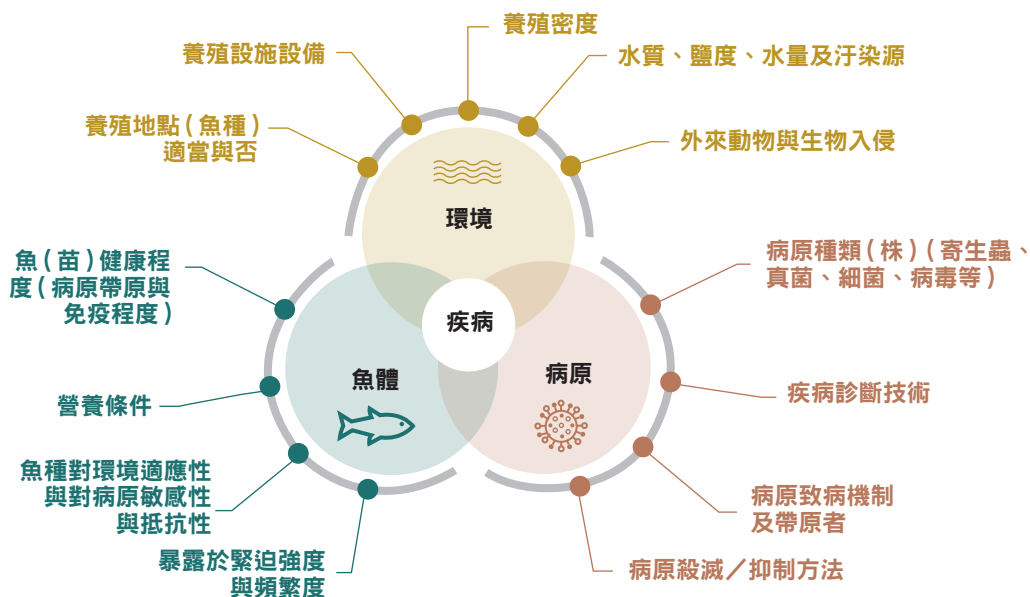 養殖密度
養殖設施設備
水質、鹽度、水量及汙染源
養殖地點(魚種)
適當與否
外來動物與生物入侵
環境
魚(苗)健康程
度(病原帶原與
免疫程度)
病原種類(株)(寄生蟲、
真菌、細菌、病毒等)
疾病
魚體
病原
營養條件
疾病診斷技術
魚種對環境適應性
與對病原敏感性
與抵抗性
病原致病機制
及帶原者
暴露於緊迫強度
與頻繁度
病原殺滅／抑制方法